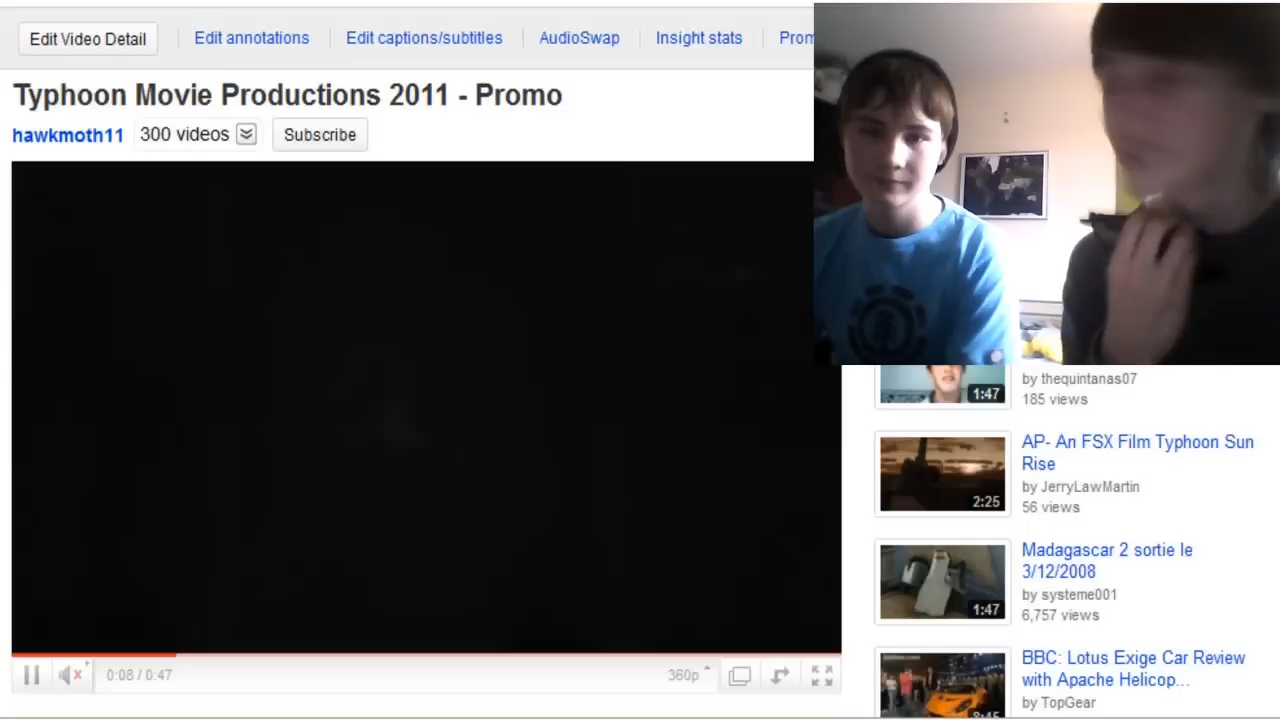 Edit Video Detail
Edit annotations
Edit captions/subtitles
AudioSwap
Insight stats
Prom
Typhoon Movie Productions 2011 - Promo
hawkmoth11
300 videos
Subscribe
1:47
by thequintanas07
185 views
2:25
AP- An FSX Film Typhoon Sun
Rise
by JerryLawMartin
56 views
1:47
Madagascar 2 sortie le
3/12/2008
by systeme001
6,757 views
8:45
BBC: Lotus Exige Car Review
with Apache Helicop...
by TopGear
0:08 / 0:47
360p